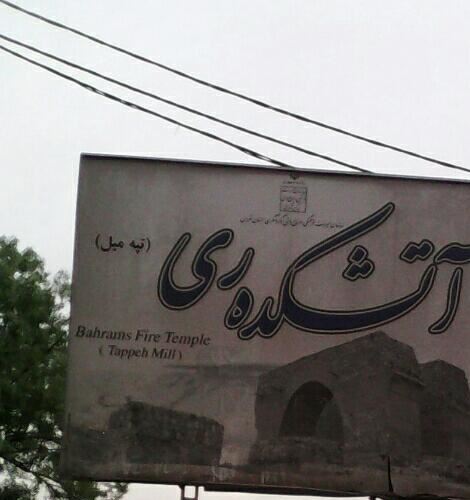 آتشکده ری
(تپه میل)
Bahrams Fire Temple
( Tappeh Mill )